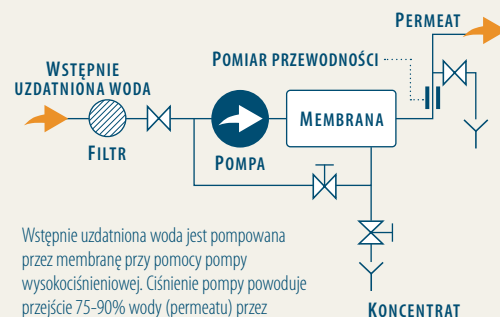 PERMEAT
POMIAR PRZEWODNOŚCI
WSTĘPNIE
UZDATNIONA WODA
MEMBRANA
FILTR
POMPA
Wstępnie uzdatniona woda jest pompowana
przez membranę przy pomocy pompy
wysokociśnieniowej. Ciśnienie pompy powoduje
przejście 75-90% wody (permeatu) przez
KONCENTRAT